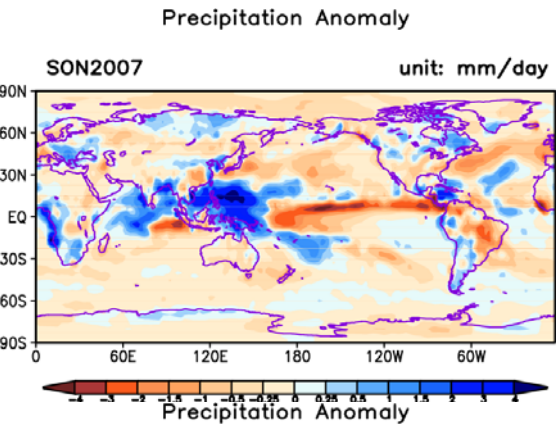 Precipitation Anomaly
SON2007 unit: mm/day
90N
60N
30N
EQ
30S
60S
90S
0 60E 120E 180 120W 60W
-4 -3 -2 -1.5 -1 -0.5 -0.25 0 0.25 0.5 1 1.5 2 3 4
Precipitation Anomaly